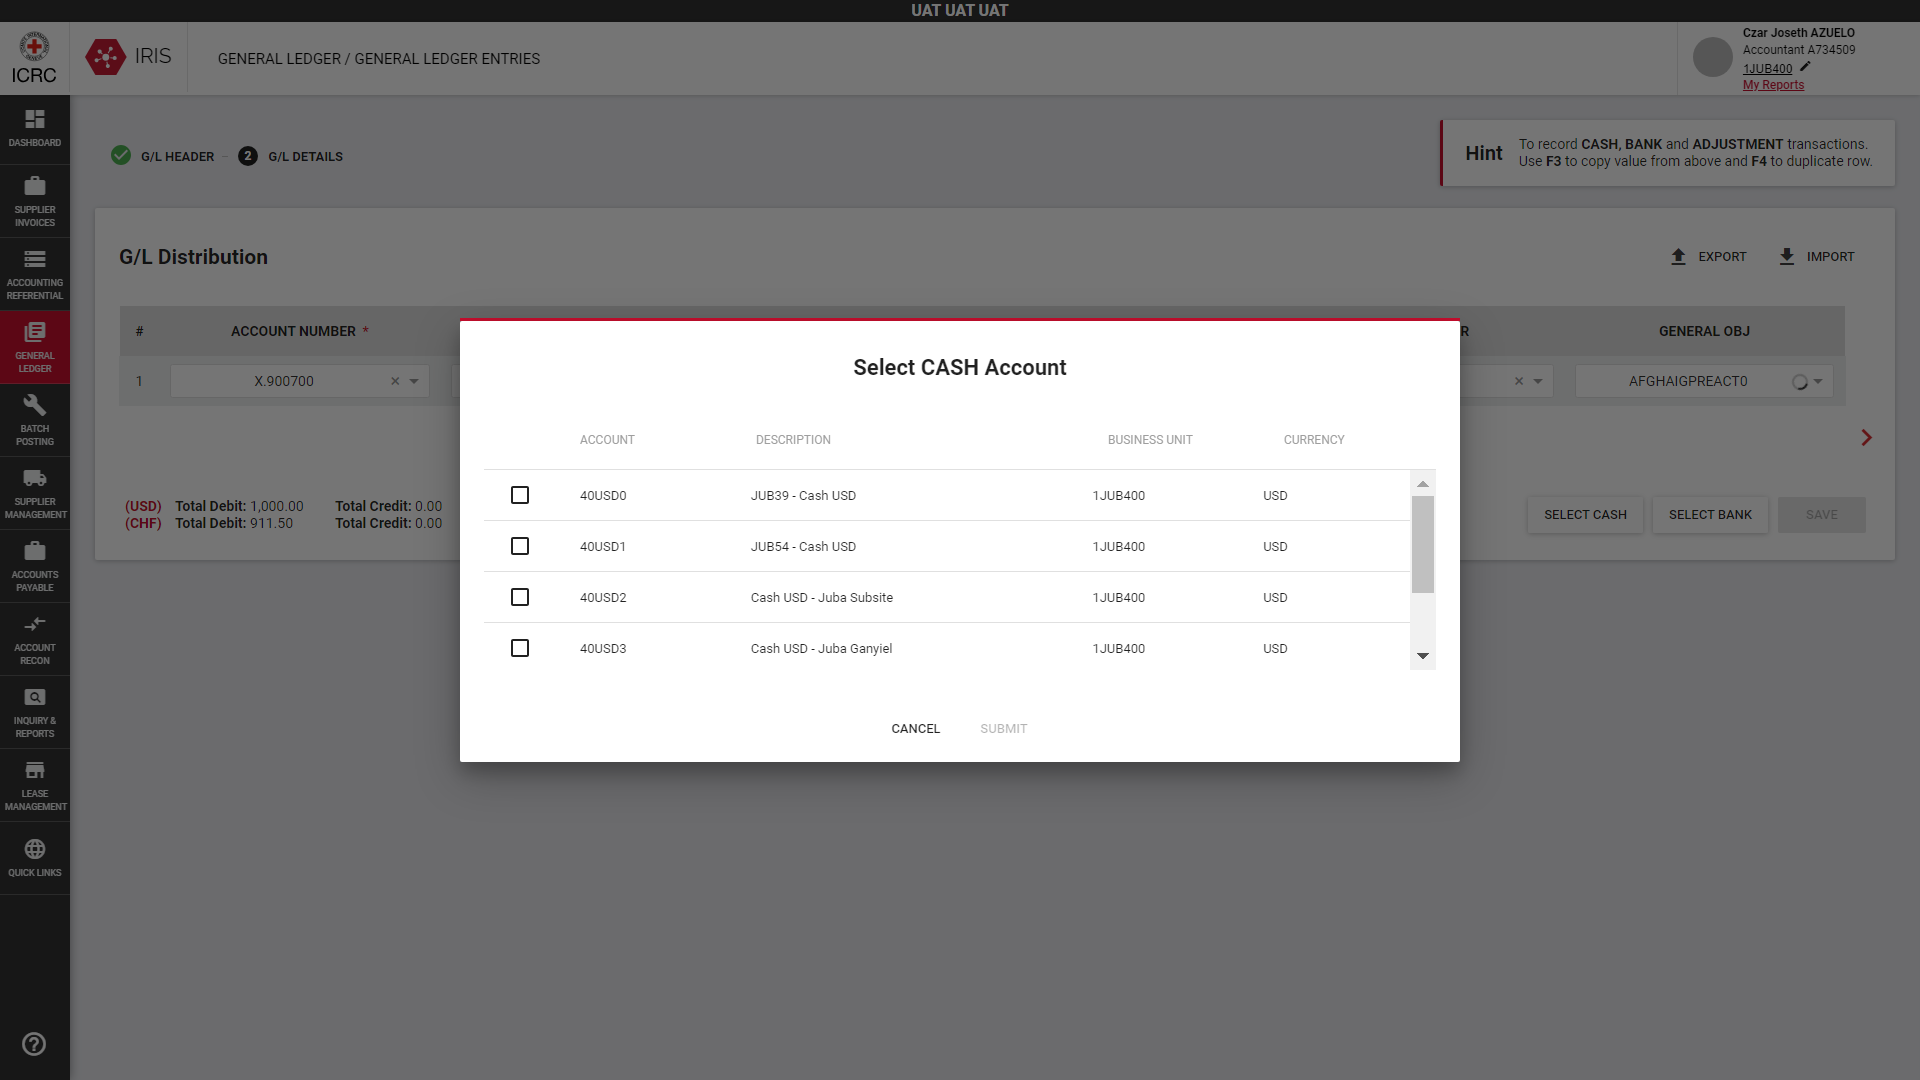 UAT UAT UAT
ICRC
IRIS
GENERAL LEDGER / GENERAL LEDGER ENTRIES
Czar Joseth AZUELO
Accountant A734509
1JUB400
My Reports
DASHBOARD
SUPPLIER
INVOICES
ACCOUNTING
REFERENTIAL
GENERAL
LEDGER
BATCH
POSTING
SUPPLIER
MANAGEMENT
ACCOUNTS
PAYABLE
ACCOUNT
RECON
INQUIRY &
REPORTS
LEASE
MANAGEMENT
QUICK LINKS
G/L HEADER 2 G/L DETAILS
Hint
To record CASH, BANK and ADJUSTMENT transactions.
Use F3 to copy value from above and F4 to duplicate row.
G/L Distribution
EXPORT IMPORT
# ACCOUNT NUMBER * R GENERAL OBJ
1 X.900700 AFGHAIGPREACT0
(USD) Total Debit: 1,000.00 Total Credit: 0.00
(CHF) Total Debit: 911.50 Total Credit: 0.00
SELECT CASH SELECT BANK SAVE
Select CASH Account
ACCOUNT DESCRIPTION BUSINESS UNIT CURRENCY
40USD0 JUB39 - Cash USD 1JUB400 USD
40USD1 JUB54 - Cash USD 1JUB400 USD
40USD2 Cash USD - Juba Subsite 1JUB400 USD
40USD3 Cash USD - Juba Ganyiel 1JUB400 USD
CANCEL SUBMIT